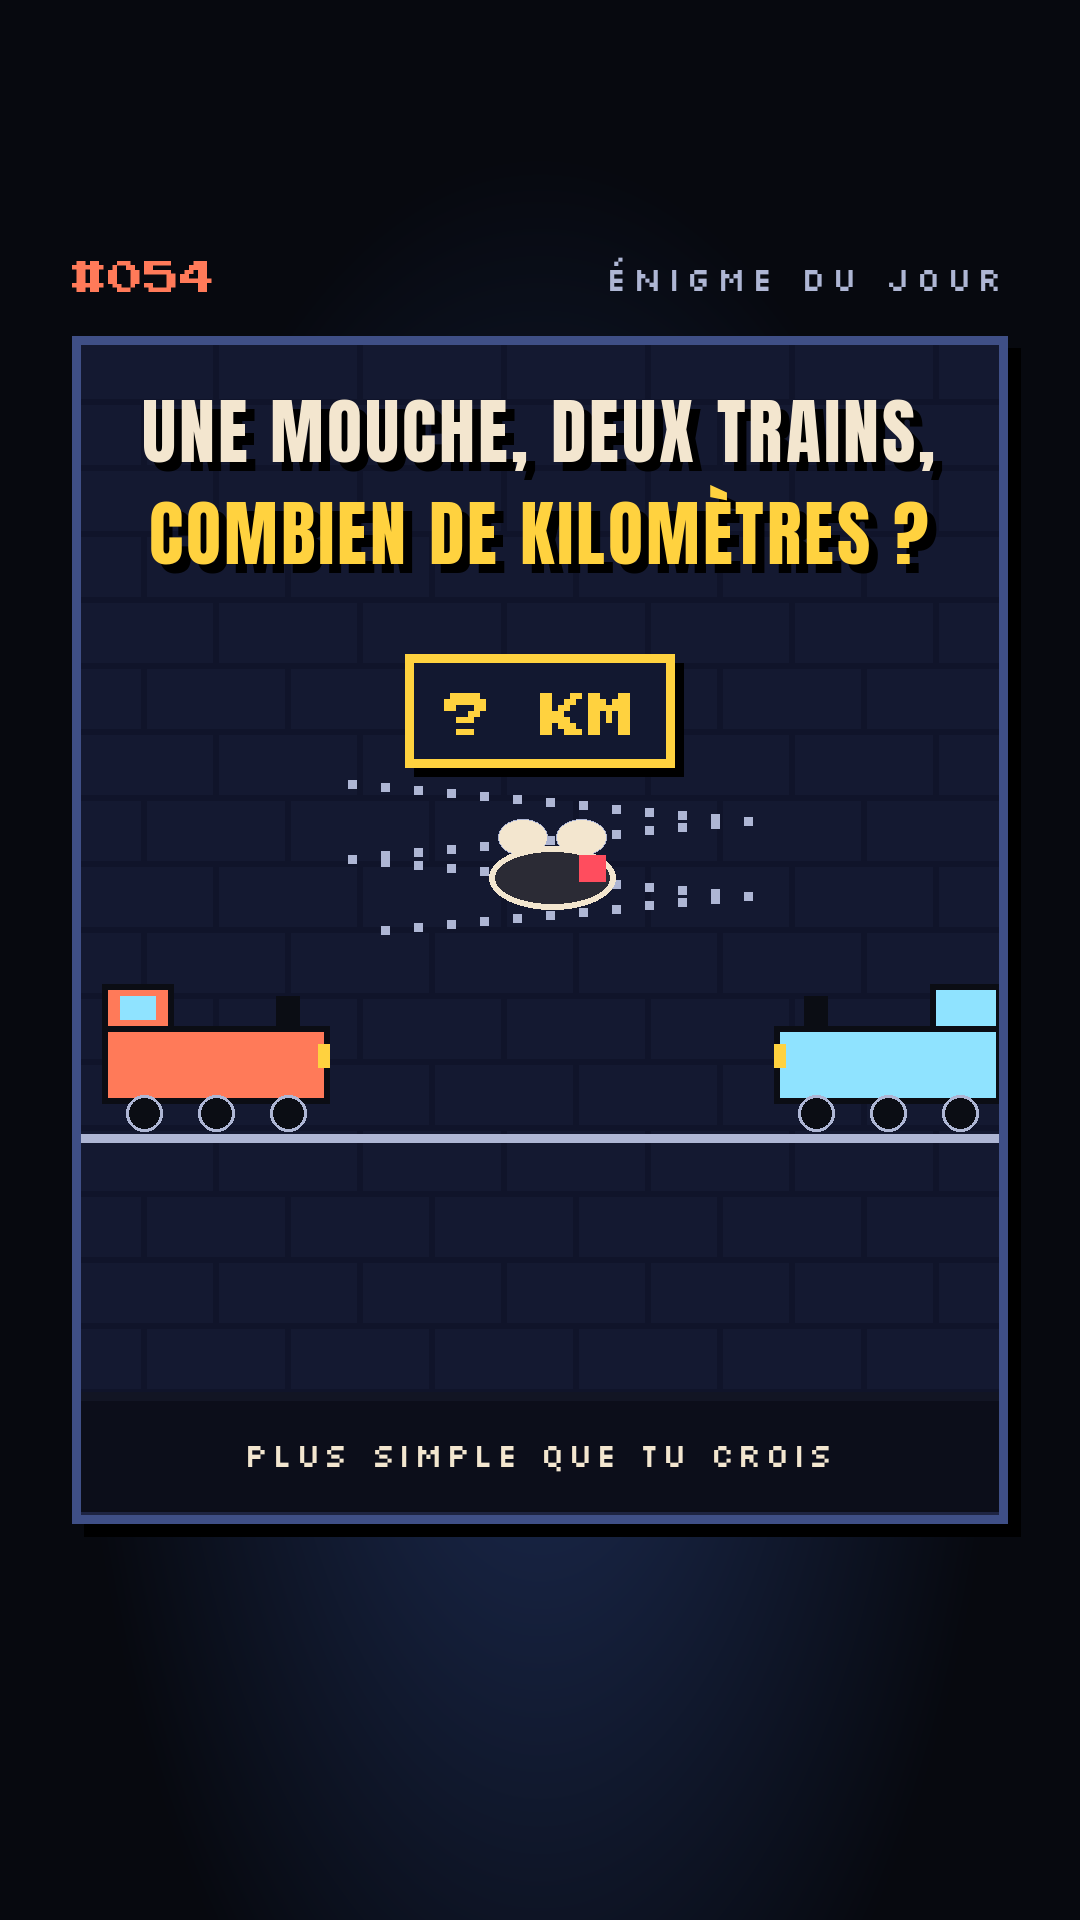 #054
ÉNIGME DU JOUR
UNE MOUCHE, DEUX TRAINS,
COMBIEN DE KILOMÈTRES ?
? KM
PLUS SIMPLE QUE TU CROIS